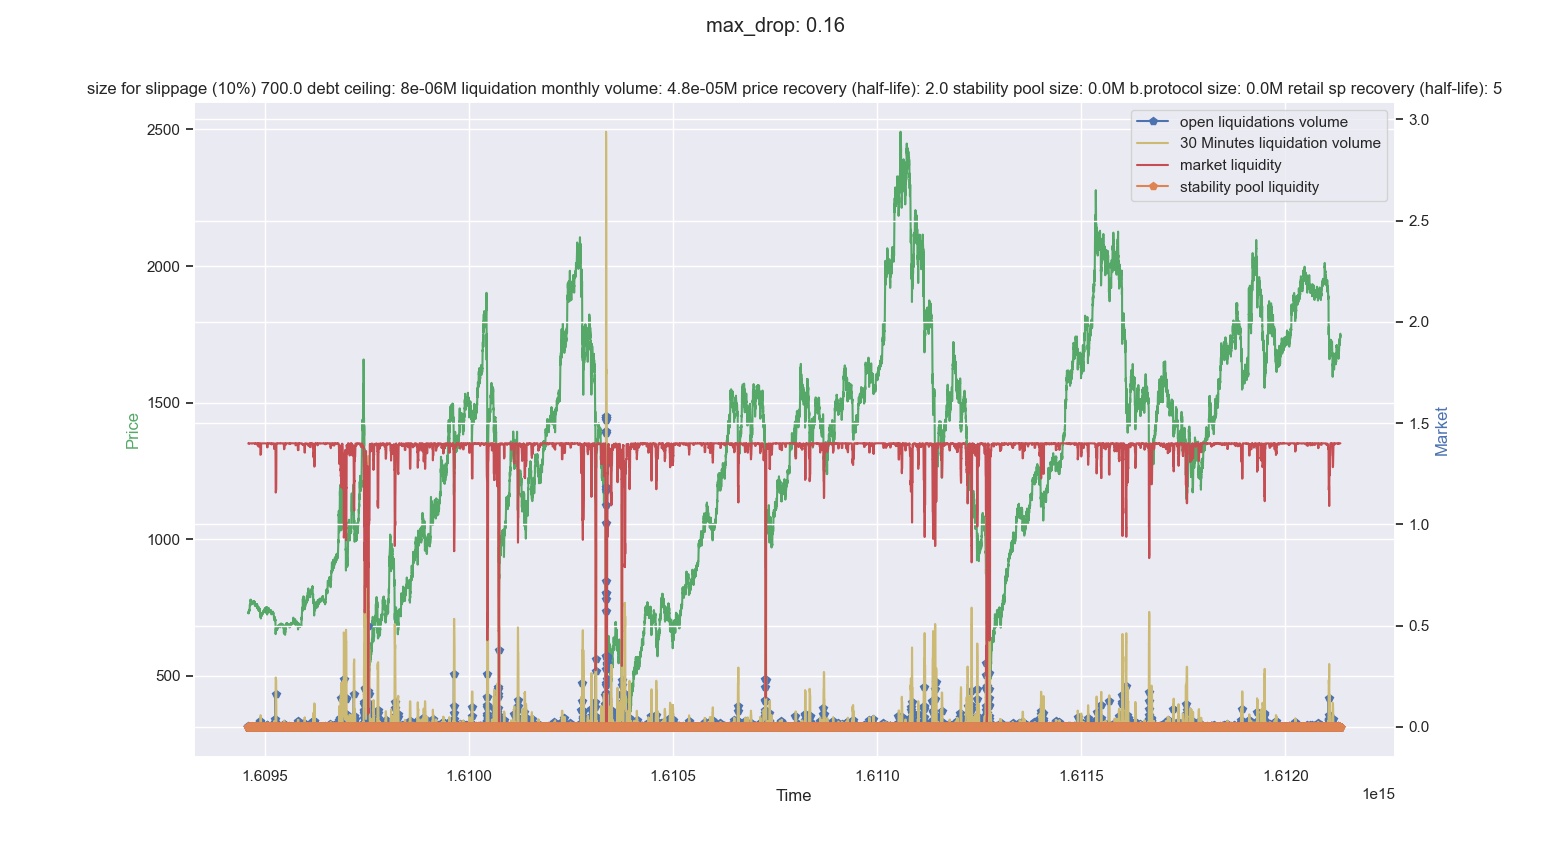 max_drop: 0.16
size for slippage (10%) 700.0 debt ceiling: 8e-06M liquidation monthly volume: 4.8e-05M price recovery (half-life): 2.0 stability pool size: 0.0M b.protocol size: 0.0M retail sp recovery (half-life): 5
open liquidations volume
30 Minutes liquidation volume
market liquidity
stability pool liquidity
2500
2000
1500
1000
500
Price
3.0
2.5
2.0
1.5
1.0
0.5
0.0
Market
1.6095
1.6100
1.6105
1.6110
1.6115
1.6120
1e15
Time